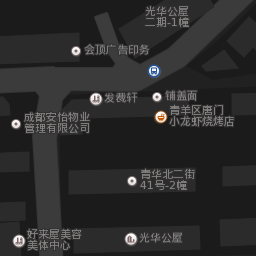 光华公屋
二期-1幢
会顶广告印务
发裁轩
铺盖面
青羊区唐门
小龙虾烧烤店
成都安怡物业
管理有限公司
青华北二街
41号-2幢
好来屋美容
美体中心
光华公屋